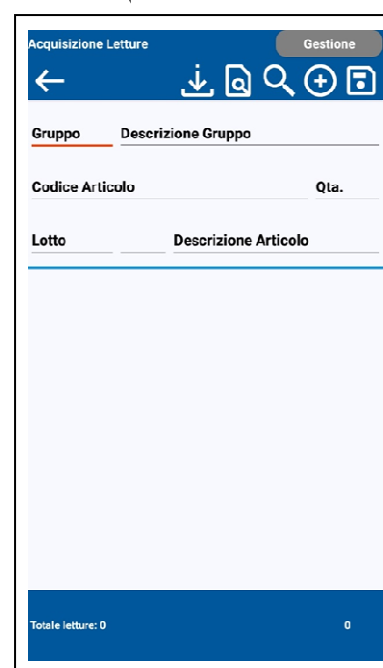 Acquisizione Letture Gestione
Gruppo Descrizione Gruppo
Codice Articolo Qta.
Lotto Descrizione Articolo
Totale letture: 0 0